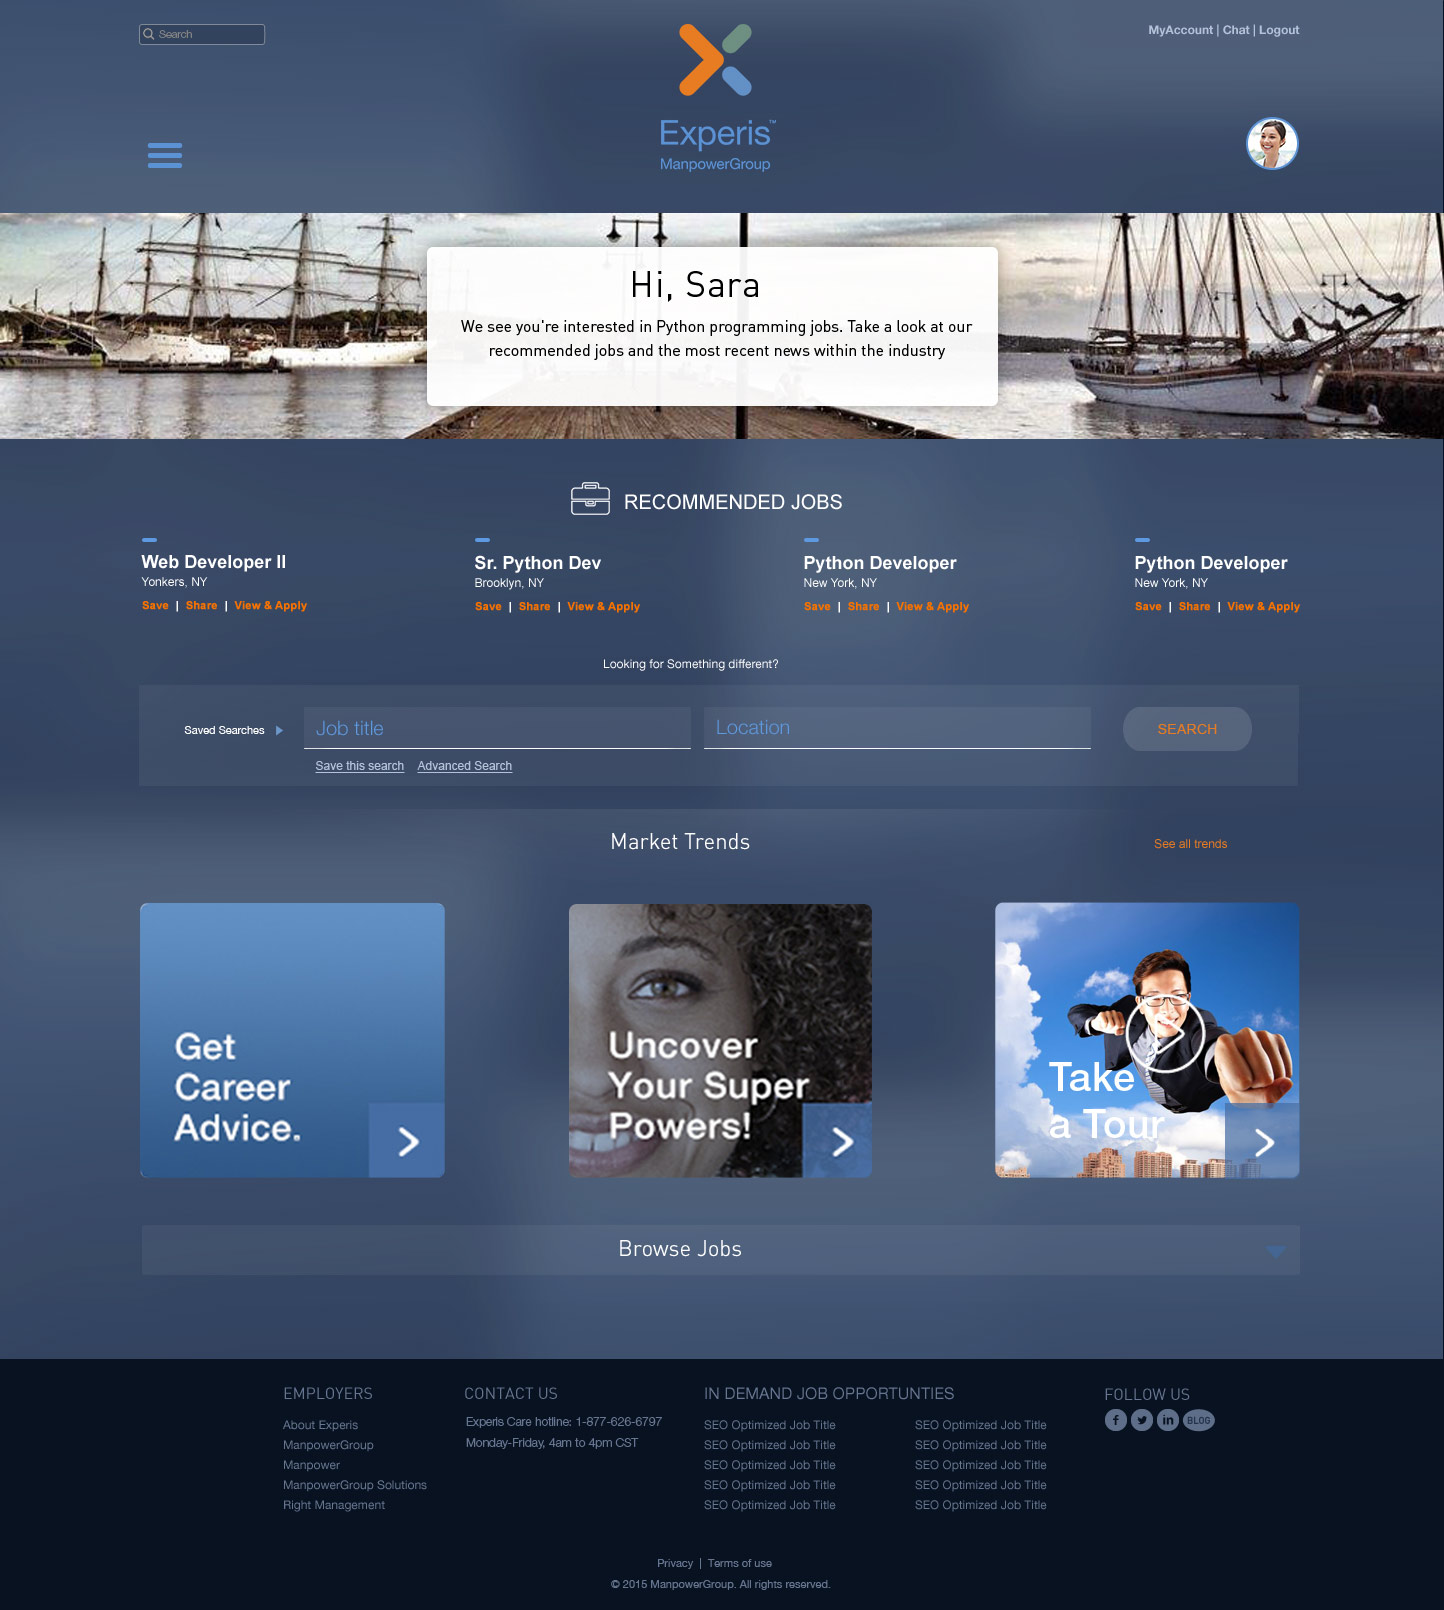 Search
MyAccount | Chat | Logout
Experis™
ManpowerGroup
Hi, Sara
We see you're interested in Python programming jobs. Take a look at our
recommended jobs and the most recent news within the industry
RECOMMENDED JOBS
Web Developer II
Yonkers, NY
Save | Share | View & Apply
Sr. Python Dev
Brooklyn, NY
Save | Share | View & Apply
Python Developer
New York, NY
Save | Share | View & Apply
Python Developer
New York, NY
Save | Share | View & Apply
Looking for Something different?
Saved Searches
Job title
Location
SEARCH
Save this search
Advanced Search
Market Trends
See all trends
Get
Career
Advice.
Uncover
Your Super
Powers!
Take
a Tour
Browse Jobs
EMPLOYERS
About Experis
ManpowerGroup
Manpower
ManpowerGroup Solutions
Right Management
CONTACT US
Experis Care hotline: 1-877-626-6797
Monday-Friday, 4am to 4pm CST
IN DEMAND JOB OPPORTUNTIES
SEO Optimized Job Title
SEO Optimized Job Title
SEO Optimized Job Title
SEO Optimized Job Title
SEO Optimized Job Title
SEO Optimized Job Title
SEO Optimized Job Title
SEO Optimized Job Title
SEO Optimized Job Title
SEO Optimized Job Title
FOLLOW US
f
in
BLOG
Privacy | Terms of use
© 2015 ManpowerGroup. All rights reserved.